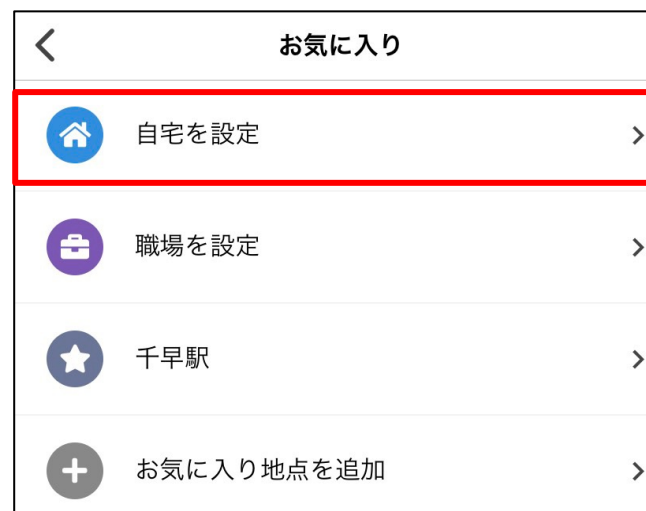 お気に入り
自宅を設定
職場を設定
千早駅
お気に入り地点を追加